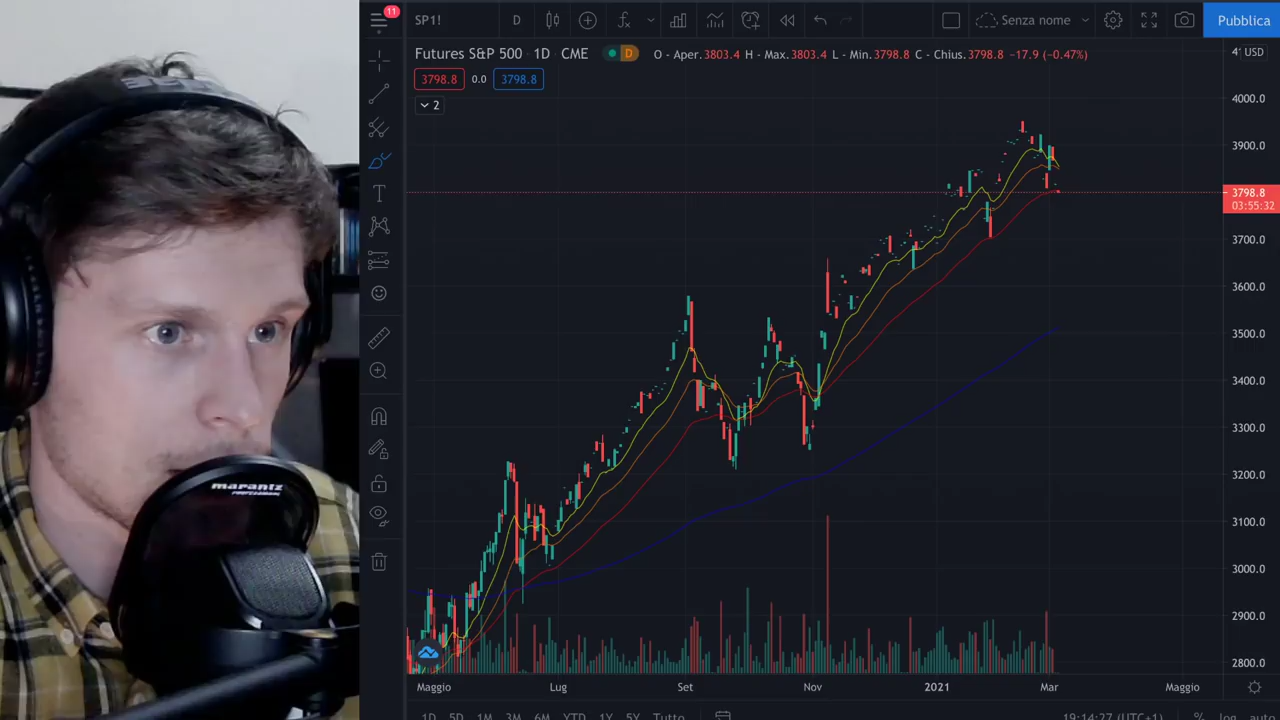 11
SP1!
D
Senza nome
Pubblica
Futures S&P 500 · 1D · CME
D
O - Aper.3803.4 H - Max.3803.4 L - Min.3798.8 C - Chius.3798.8 -17.9 (-0.47%)
USD
3798.8
0.0
3798.8
2
4000.0
3900.0
3798.8
03:55:32
3700.0
3600.0
3500.0
3400.0
3300.0
3200.0
3100.0
3000.0
2900.0
2800.0
Maggio
Lug
Set
Nov
2021
Mar
Maggio
1D
5D
1M
3M
6M
YTD
1Y
5Y
Tutto
19:14:27
%
log
auto
marantz
PROFESSIONAL